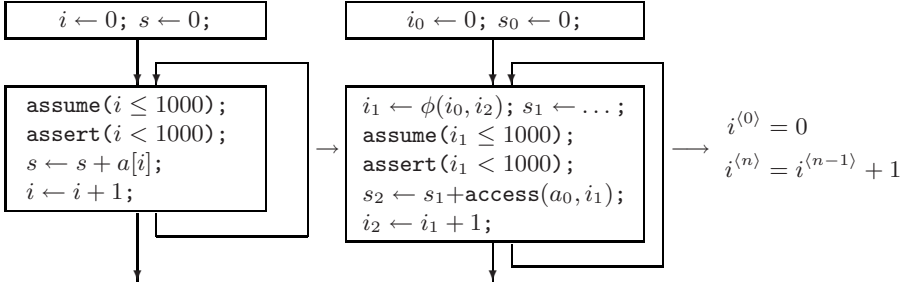 i ← 0; s ← 0;
assume(i ≤ 1000);
assert(i < 1000);
s ← s + a[i];
i ← i + 1;
→
i₀ ← 0; s₀ ← 0;
i₁ ← ϕ(i₀, i₂); s₁ ← . . . ;
assume(i₁ ≤ 1000);
assert(i₁ < 1000);
s₂ ← s₁+access(a₀, i₁);
i₂ ← i₁ + 1;
⟶
i⟨0⟩ = 0
i⟨n⟩ = i⟨n−1⟩ + 1